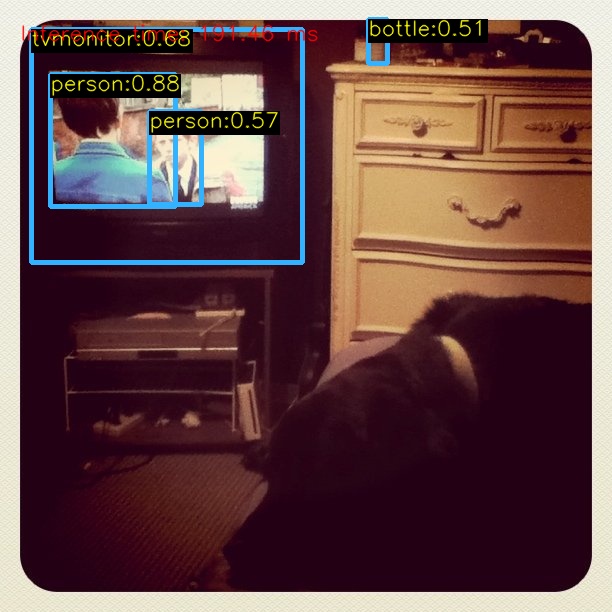 Inference time: 191.46 ms
tvmonitor:0.68
bottle:0.51
person:0.88
person:0.57